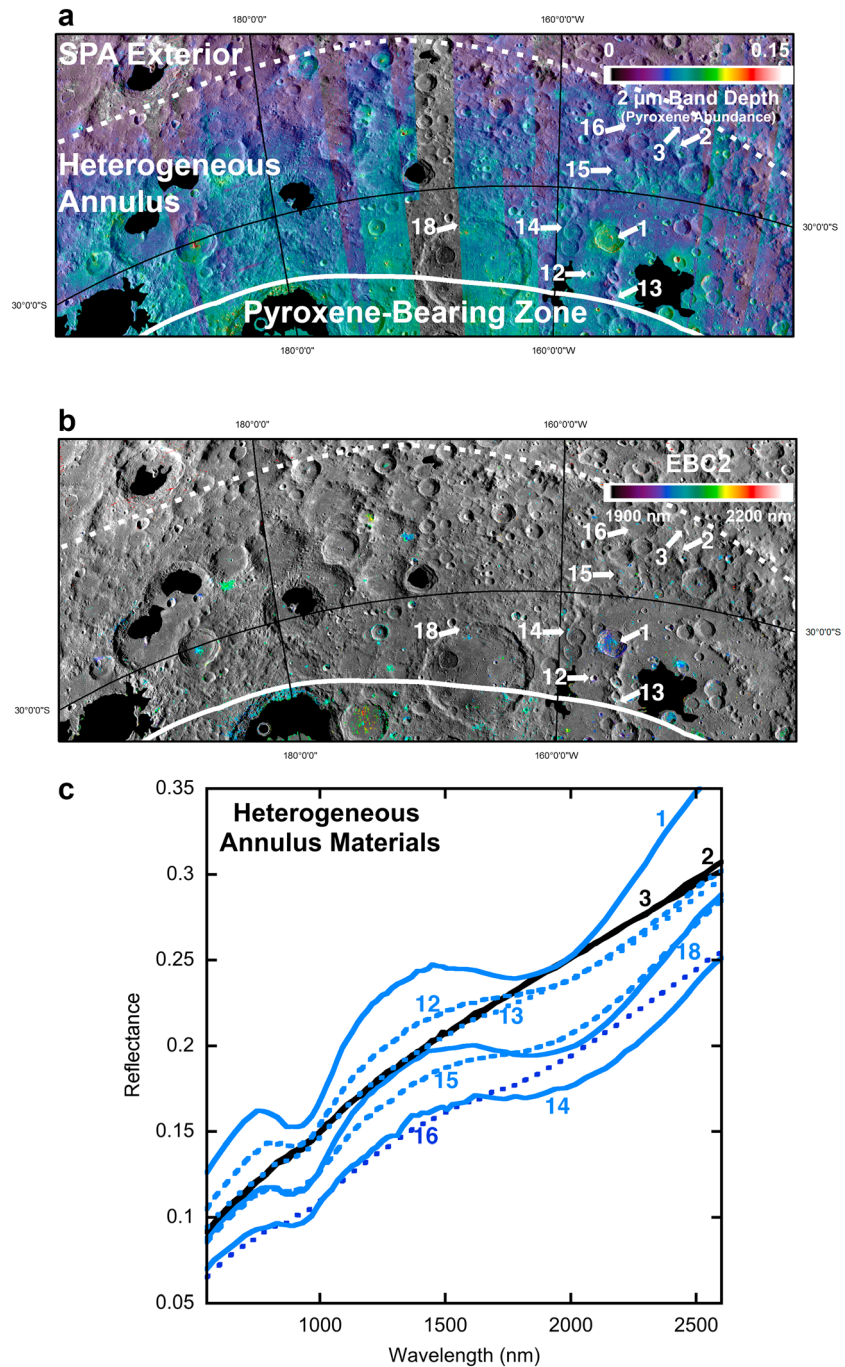 a
180°0'0"
160°0'0"W
SPA Exterior
0 0.15
2 µm Band Depth
(Pyroxene Abundance)
16
3
2
Heterogeneous
Annulus
15
18
14
1
30°0'0"S
12
13
30°0'0"S
Pyroxene-Bearing Zone
180°0'0"
160°0'0"W
b
180°0'0"
160°0'0"W
EBC2
1900 nm 2200 nm
16
3
2
15
18
14
1
30°0'0"S
12
13
30°0'0"S
180°0'0"
160°0'0"W
c
Heterogeneous
Annulus Materials
0.35
0.3
0.25
0.2
0.15
0.1
0.05
Reflectance
1
2
3
12
13
18
15
14
16
1000 1500 2000 2500
Wavelength (nm)